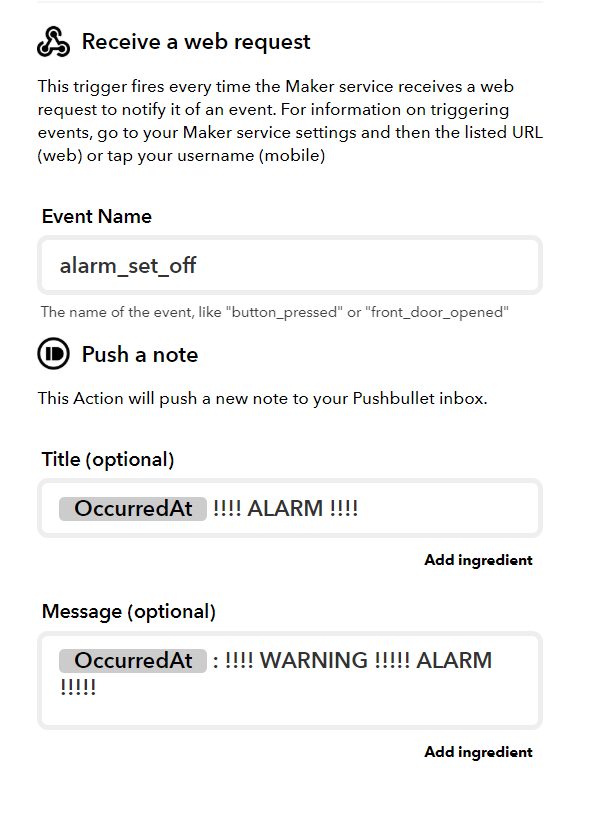 Receive a web request
This trigger fires every time the Maker service receives a web
request to notify it of an event. For information on triggering
events, go to your Maker service settings and then the listed URL
(web) or tap your username (mobile)
Event Name
alarm_set_off
The name of the event, like "button_pressed" or "front_door_opened"
Push a note
This Action will push a new note to your Pushbullet inbox.
Title (optional)
OccurredAt !!!! ALARM !!!!
Add ingredient
Message (optional)
OccurredAt : !!!! WARNING !!!!! ALARM
!!!!!
Add ingredient